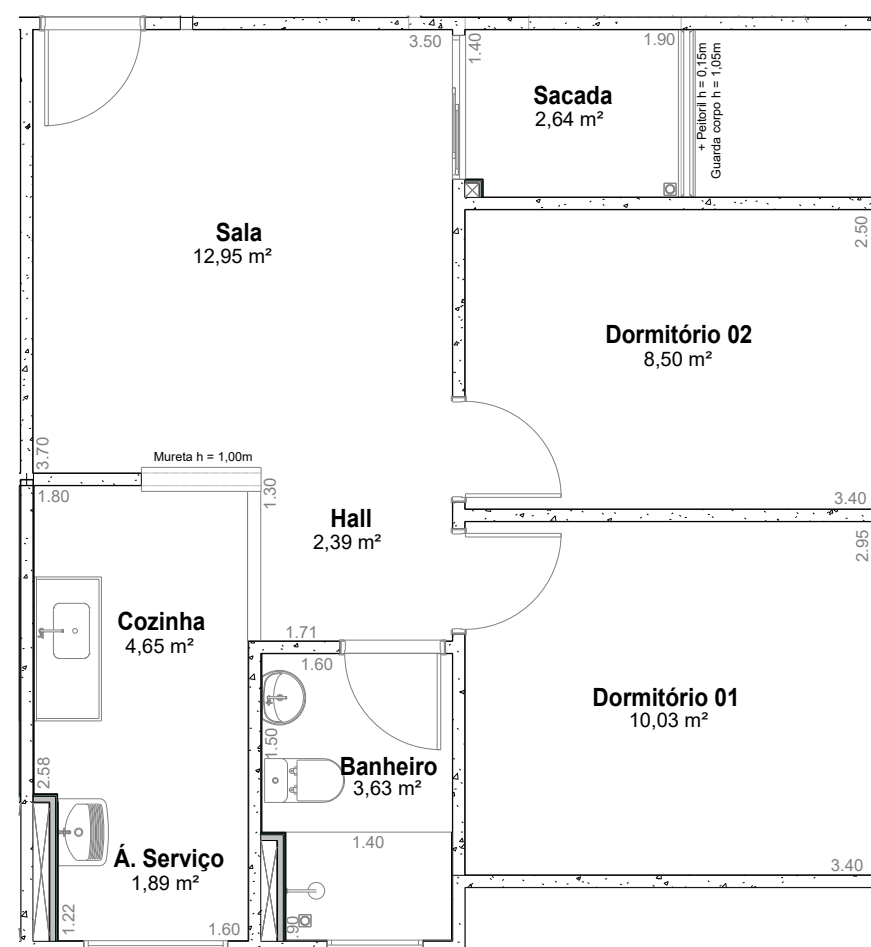 3.50
1.40
1.90
Sacada
2,64 m²
+ Peitoril h = 0,15m
Guarda corpo h = 1,05m
Sala
12,95 m²
2.50
Dormitório 02
8,50 m²
3.70
Mureta h = 1,00m
1.80
1.30
3.40
Hall
2,39 m²
2.95
Cozinha
4,65 m²
1.71
1.60
Dormitório 01
10,03 m²
1.50
Banheiro
3,63 m²
2.58
1.40
Á. Serviço
1,89 m²
3.40
1.22
1.60
.90